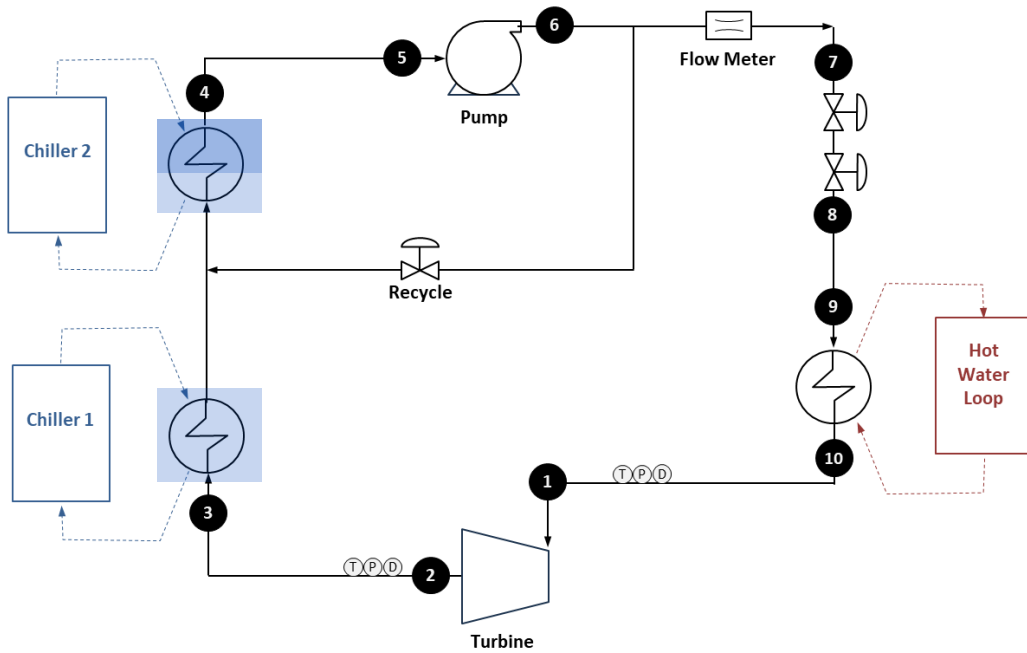 6
5
7
Flow Meter
4
Pump
Chiller 2
8
Recycle
9
Hot
Water
Loop
Chiller 1
10
1
T P D
3
T P D
2
Turbine